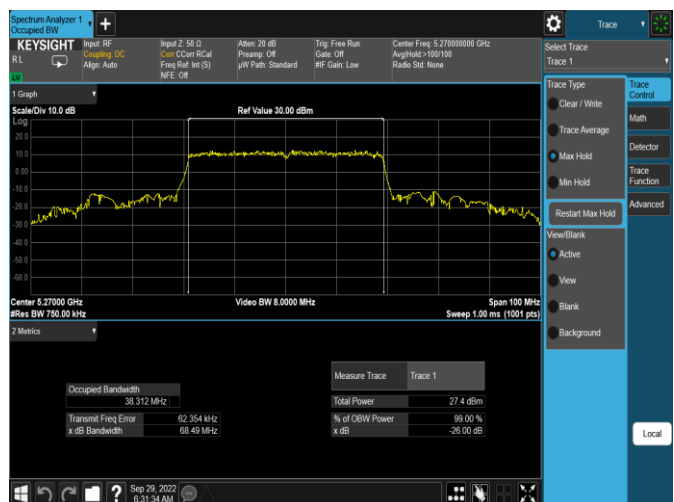 Spectrum Analyzer 1
Occupied BW
+
Trace
KEYSIGHT
RL
Input: RF
Coupling: DC
Align: Auto
Input Z: 50 Ω
Corr CCorr RCal
Freq Ref: Int (S)
NFE: Off
Atten: 20 dB
Preamp: Off
µW Path: Standard
Trig: Free Run
Gate: Off
#IF Gain: Low
Center Freq: 5.270000000 GHz
Avg|Hold:>100/100
Radio Std: None
Select Trace
Trace 1
1 Graph
Scale/Div 10.0 dB
Ref Value 30.00 dBm
Log
20.0
10.0
0.00
-10.0
-20.0
-30.0
-40.0
-50.0
-60.0
Center 5.27000 GHz
#Res BW 750.00 kHz
Video BW 8.0000 MHz
Span 100 MHz
Sweep 1.00 ms (1001 pts)
Trace Type
Clear / Write
Trace Average
Max Hold
Min Hold
Restart Max Hold
View/Blank
Active
View
Blank
Background
Trace
Control
Math
Detector
Trace
Function
Advanced
2 Metrics
Measure Trace Trace 1
Occupied Bandwidth
38.312 MHz
Total Power 27.4 dBm
Transmit Freq Error 62.354 kHz
% of OBW Power 99.00 %
x dB Bandwidth 68.49 MHz
x dB -26.00 dB
Local
?
Sep 29, 2022
6:31:34 AM